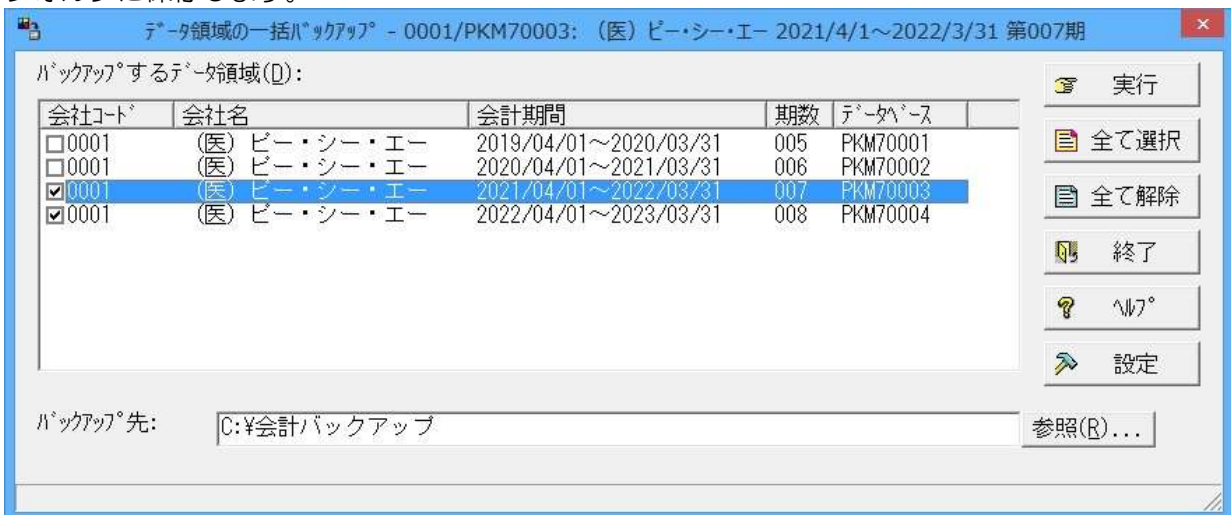 データ領域の一括バックアップ - 0001/PKM70003: (医) ピー・シー・エー 2021/4/1~2022/3/31 第007期
バックアップするデータ領域(D):
会社コード 会社名 会計期間 期数 データベース
0001 (医) ピー・シー・エー 2019/04/01~2020/03/31 005 PKM70001
0001 (医) ピー・シー・エー 2020/04/01~2021/03/31 006 PKM70002
0001 (医) ピー・シー・エー 2021/04/01~2022/03/31 007 PKM70003
0001 (医) ピー・シー・エー 2022/04/01~2023/03/31 008 PKM70004
実行
全て選択
全て解除
終了
ヘルプ
設定
バックアップ先: C:¥会計バックアップ 参照(R)...